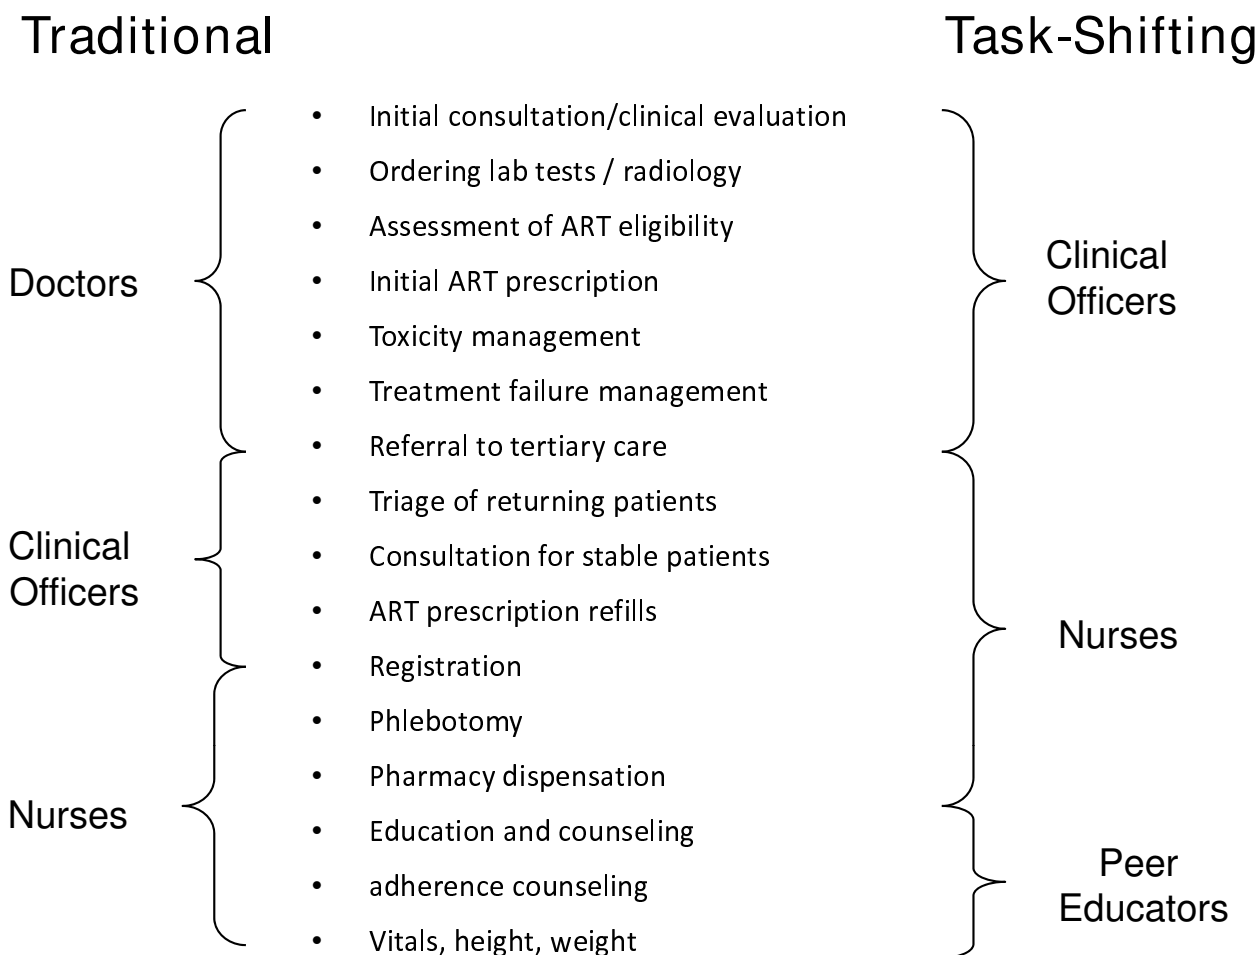 Traditional
Task-Shifting
Doctors
Clinical
Officers
Nurses
• Initial consultation/clinical evaluation
• Ordering lab tests / radiology
• Assessment of ART eligibility
• Initial ART prescription
• Toxicity management
• Treatment failure management
• Referral to tertiary care
• Triage of returning patients
• Consultation for stable patients
• ART prescription refills
• Registration
• Phlebotomy
• Pharmacy dispensation
• Education and counseling
• adherence counseling
• Vitals, height, weight
Clinical
Officers
Nurses
Peer
Educators